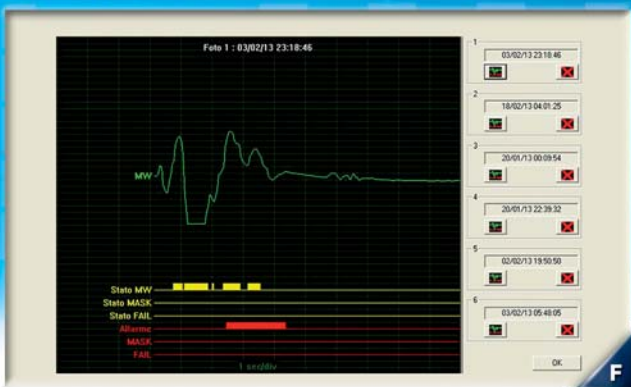 Foto 1 : 03/02/13 23:18:46
MW
Stato MW
Stato MASK
Stato FAIL
Allarme
MASK
FAIL
1 sec/div
1
03/02/13 23:18:46
2
18/02/13 04:01:25
3
20/01/13 00:09:54
4
20/01/13 22:39:32
5
02/02/13 19:50:50
6
03/02/13 05:48:05
OK
F